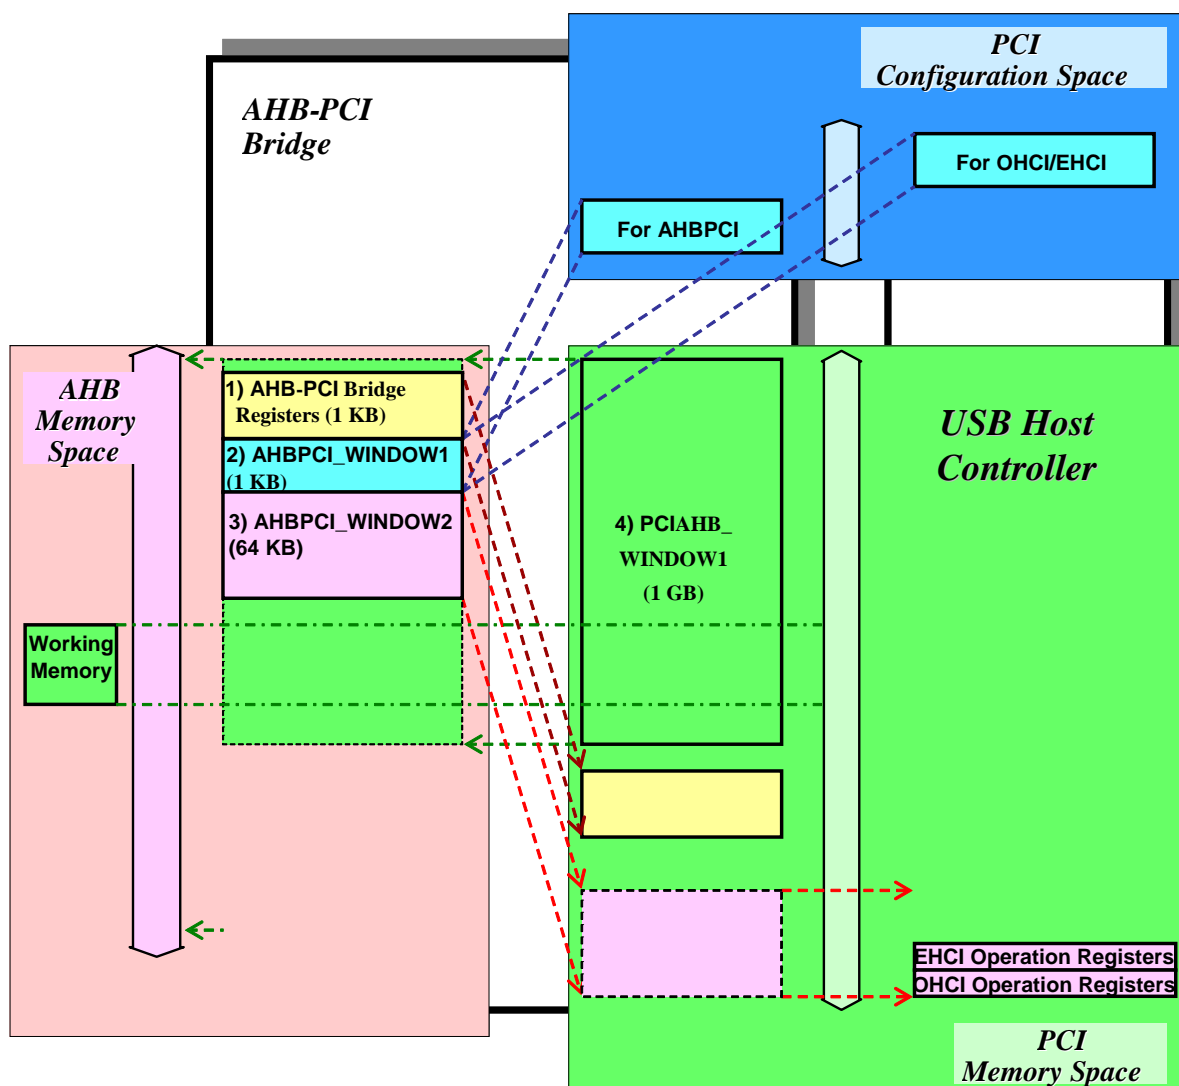 PCI
Configuration Space
AHB-PCI
Bridge
For OHCI/EHCI
For AHBPCI
AHB
Memory
Space
1) AHB-PCI Bridge
Registers (1 KB)
2) AHBPCI_WINDOW1
(1 KB)
3) AHBPCI_WINDOW2
(64 KB)
USB Host
Controller
4) PCIAHB_
WINDOW1
(1 GB)
Working
Memory
EHCI Operation Registers
OHCI Operation Registers
PCI
Memory Space